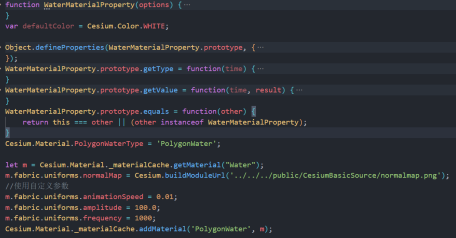 function WaterMaterialProperty(options) {···
}
var defaultColor = Cesium.Color.WHITE;
Object.defineProperties(WaterMaterialProperty.prototype, {···
});
WaterMaterialProperty.prototype.getType = function(time) {···
}
WaterMaterialProperty.prototype.getValue = function(time, result) {···
}
WaterMaterialProperty.prototype.equals = function(other) {
return this === other || (other instanceof WaterMaterialProperty);
}
Cesium.Material.PolygonWaterType = 'PolygonWater';
let m = Cesium.Material._materialCache.getMaterial("Water");
m.fabric.uniforms.normalMap = Cesium.buildModuleUrl('../../../public/CesiumBasicSource/normalmap.png');
//使用自定义参数
m.fabric.uniforms.animationSpeed = 0.01;
m.fabric.uniforms.amplitude = 100.0;
m.fabric.uniforms.frequency = 1000;
Cesium.Material._materialCache.addMaterial("PolygonWater", m);